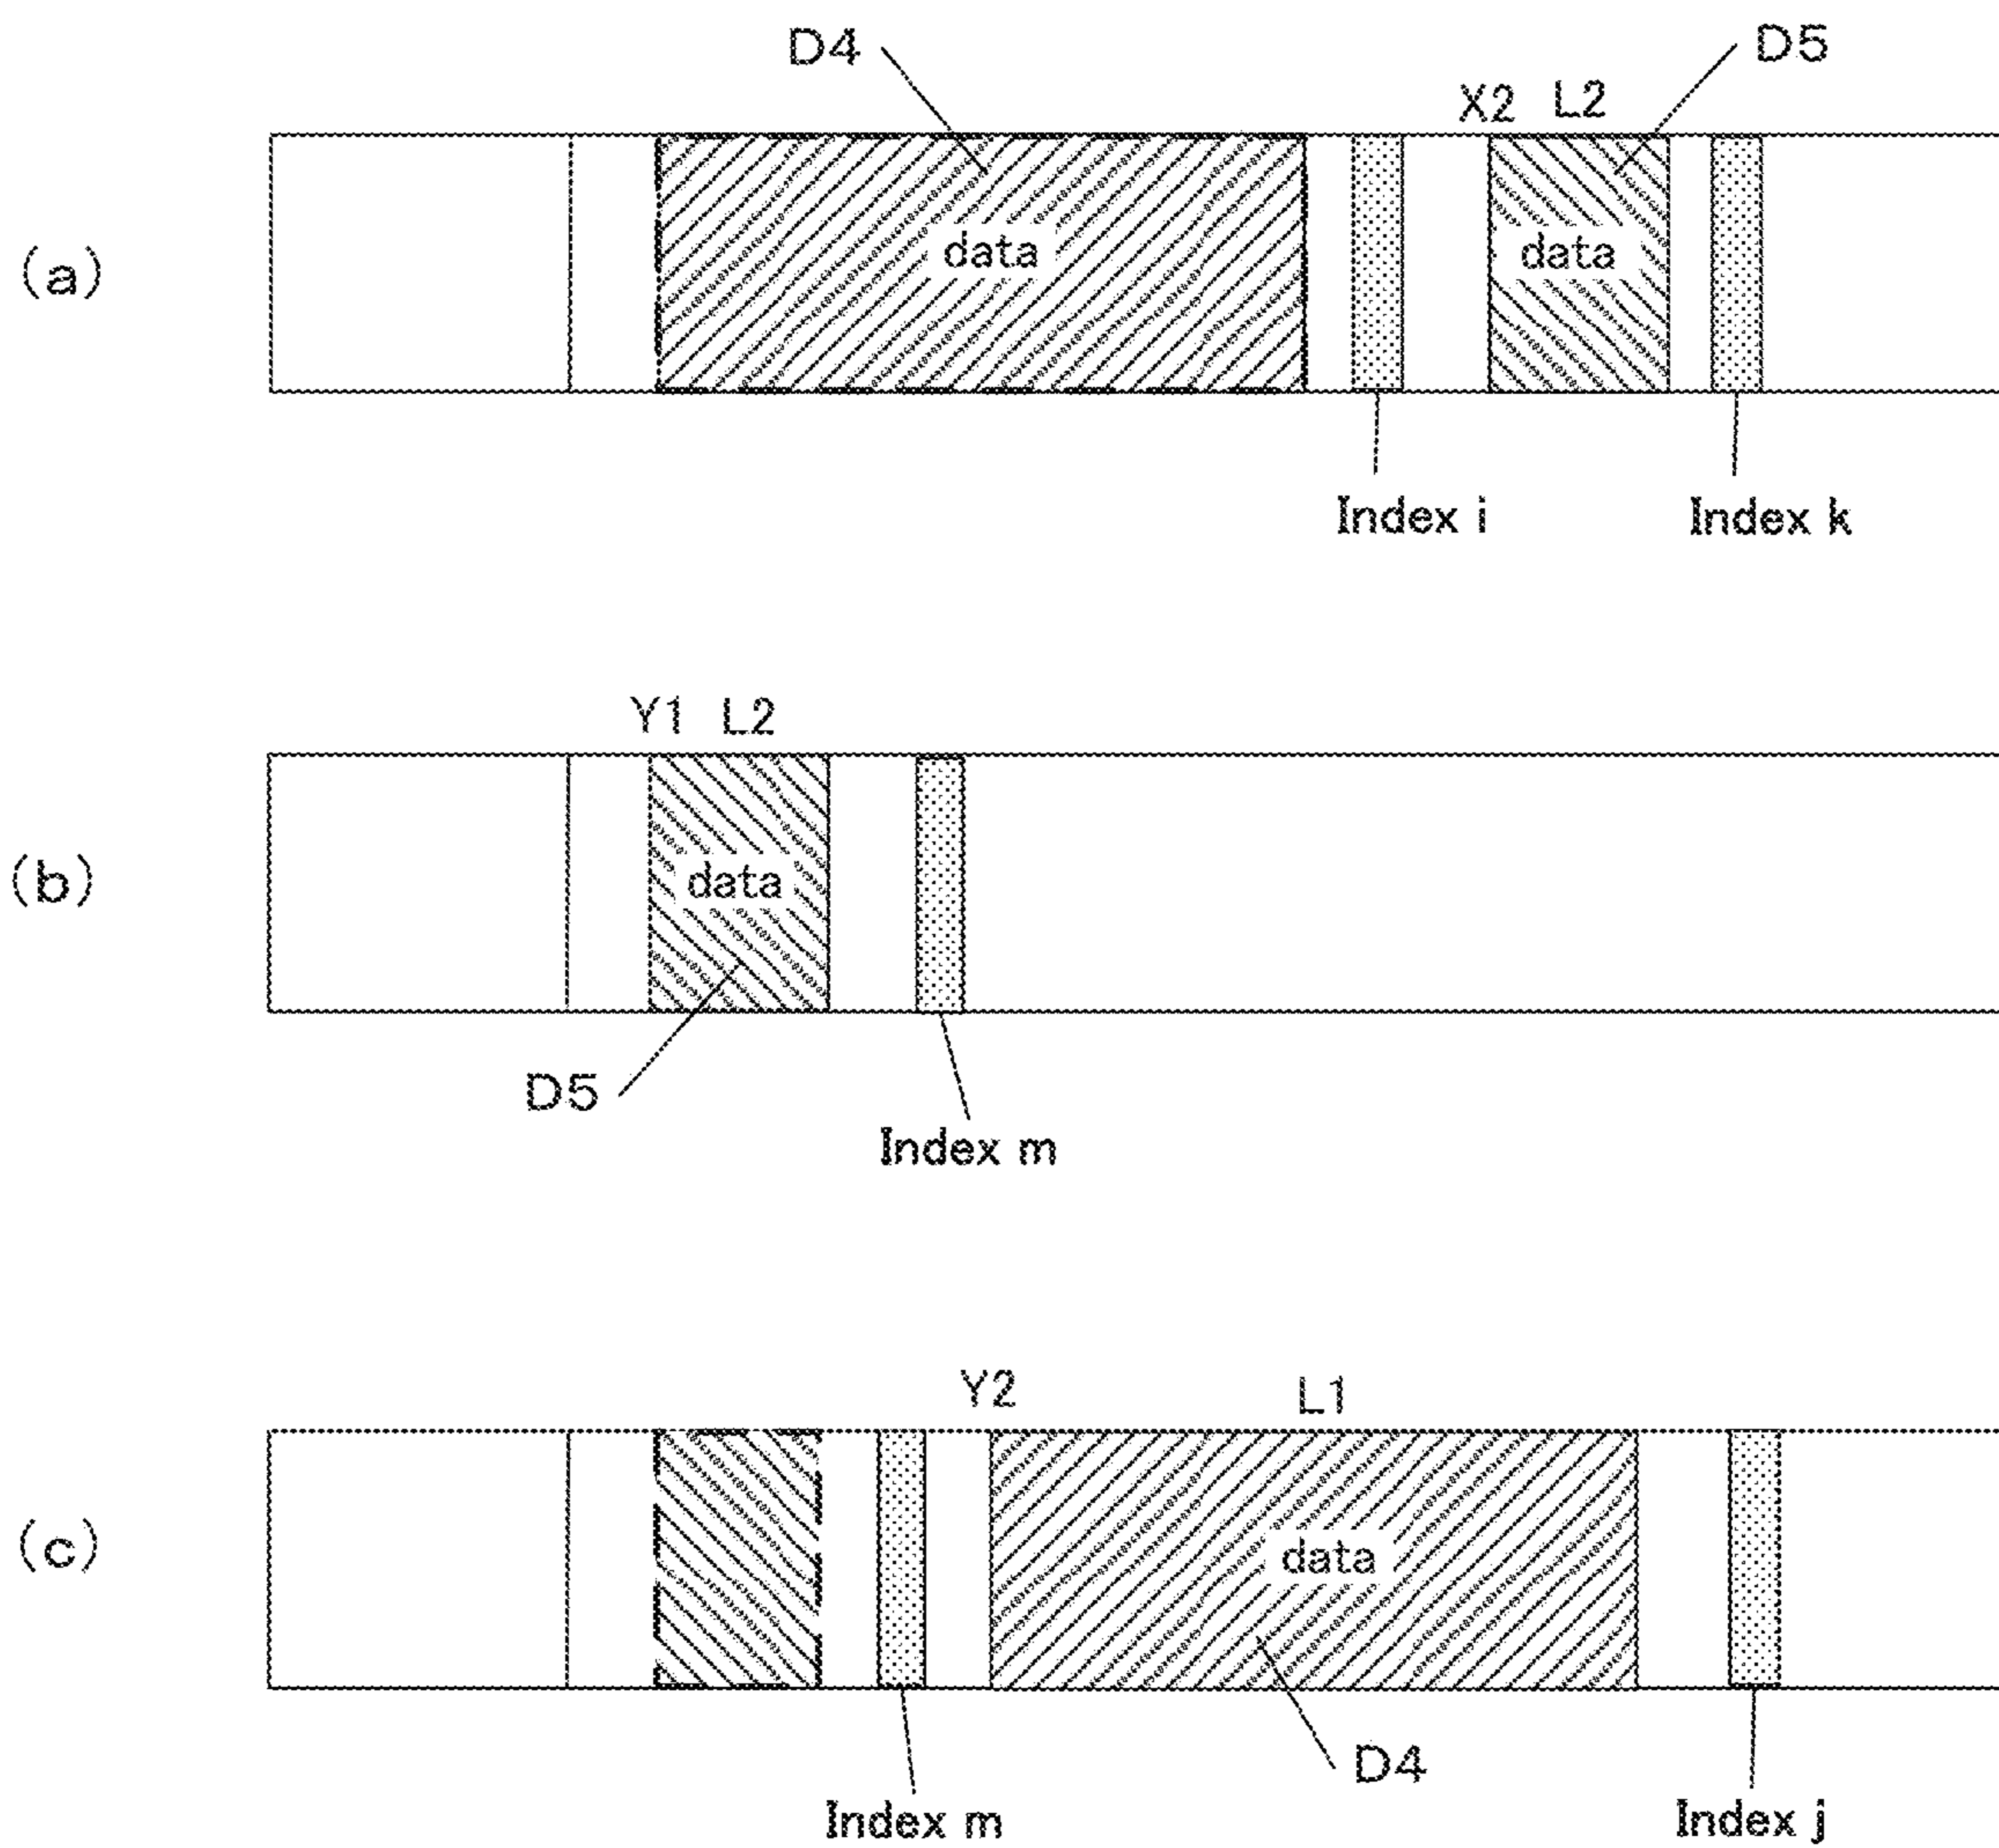 D4
D5
X2 L2
(a)
data
data
Index i
Index k
Y1 L2
(b)
data
D5
Index m
Y2
L1
(c)
data
D4
Index m
Index j